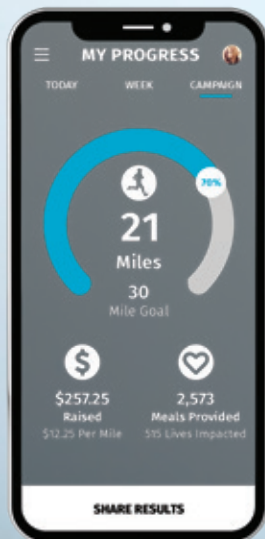 MY PROGRESS
TODAY WEEK CAMPAIGN
70%
21
Miles
30
Mile Goal
$
$257.25 2,573
Raised Meals Provided
$12.25 Per Mile 515 Lives Impacted
SHARE RESULTS